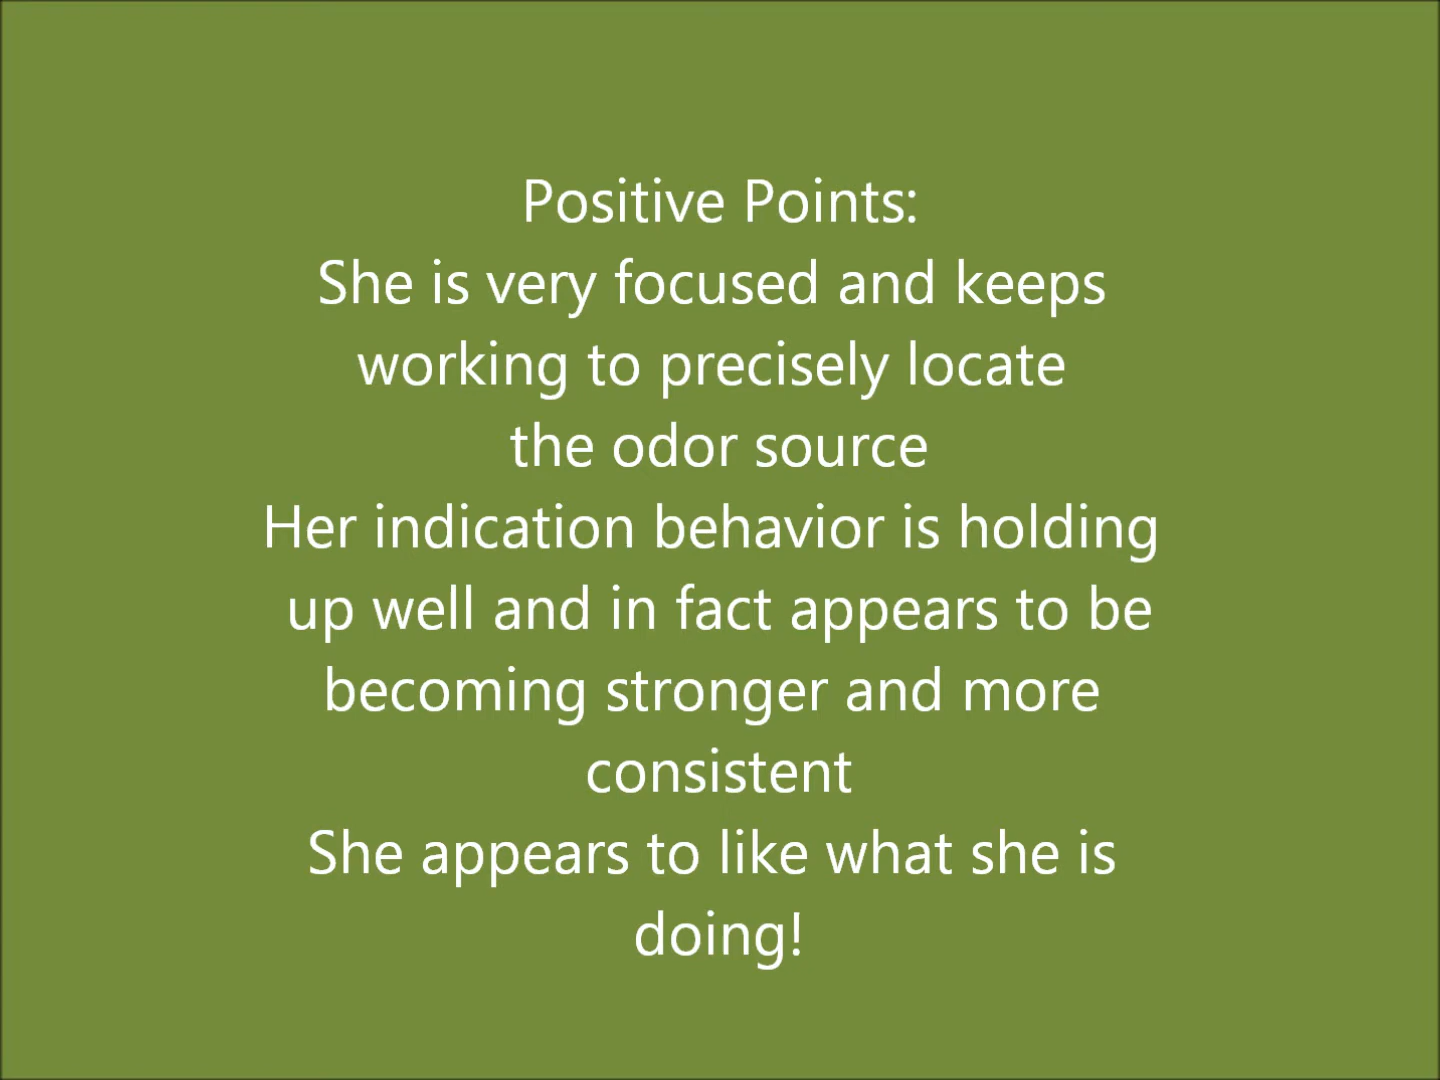 Positive Points:
She is very focused and keeps
working to precisely locate
the odor source
Her indication behavior is holding
up well and in fact appears to be
becoming stronger and more
consistent
She appears to like what she is
doing!